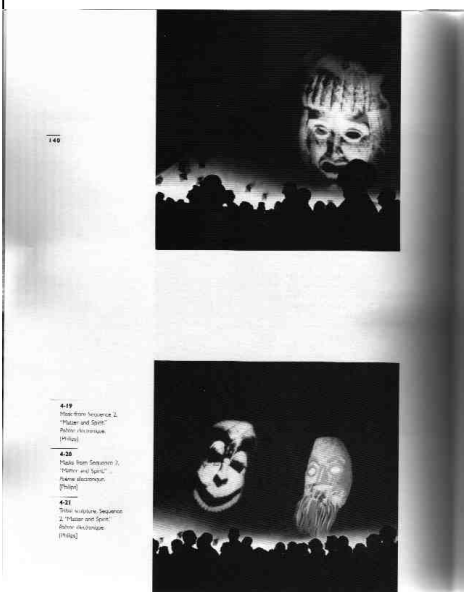 148
4-19
Mask from Sequence 2,
"Matter and Spirit."
Poème électronique.
[Philips]
4-20
Masks from Sequence 2,
"Matter and Spirit."
Poème électronique.
[Philips]
4-21
Tribal sculpture, Sequence
2, "Matter and Spirit."
Poème électronique.
[Philips]